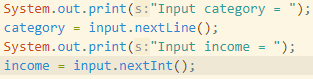 System.out.print(s:"Input category = ");
category = input.nextLine();
System.out.print(s:"Input income = ");
income = input.nextInt();